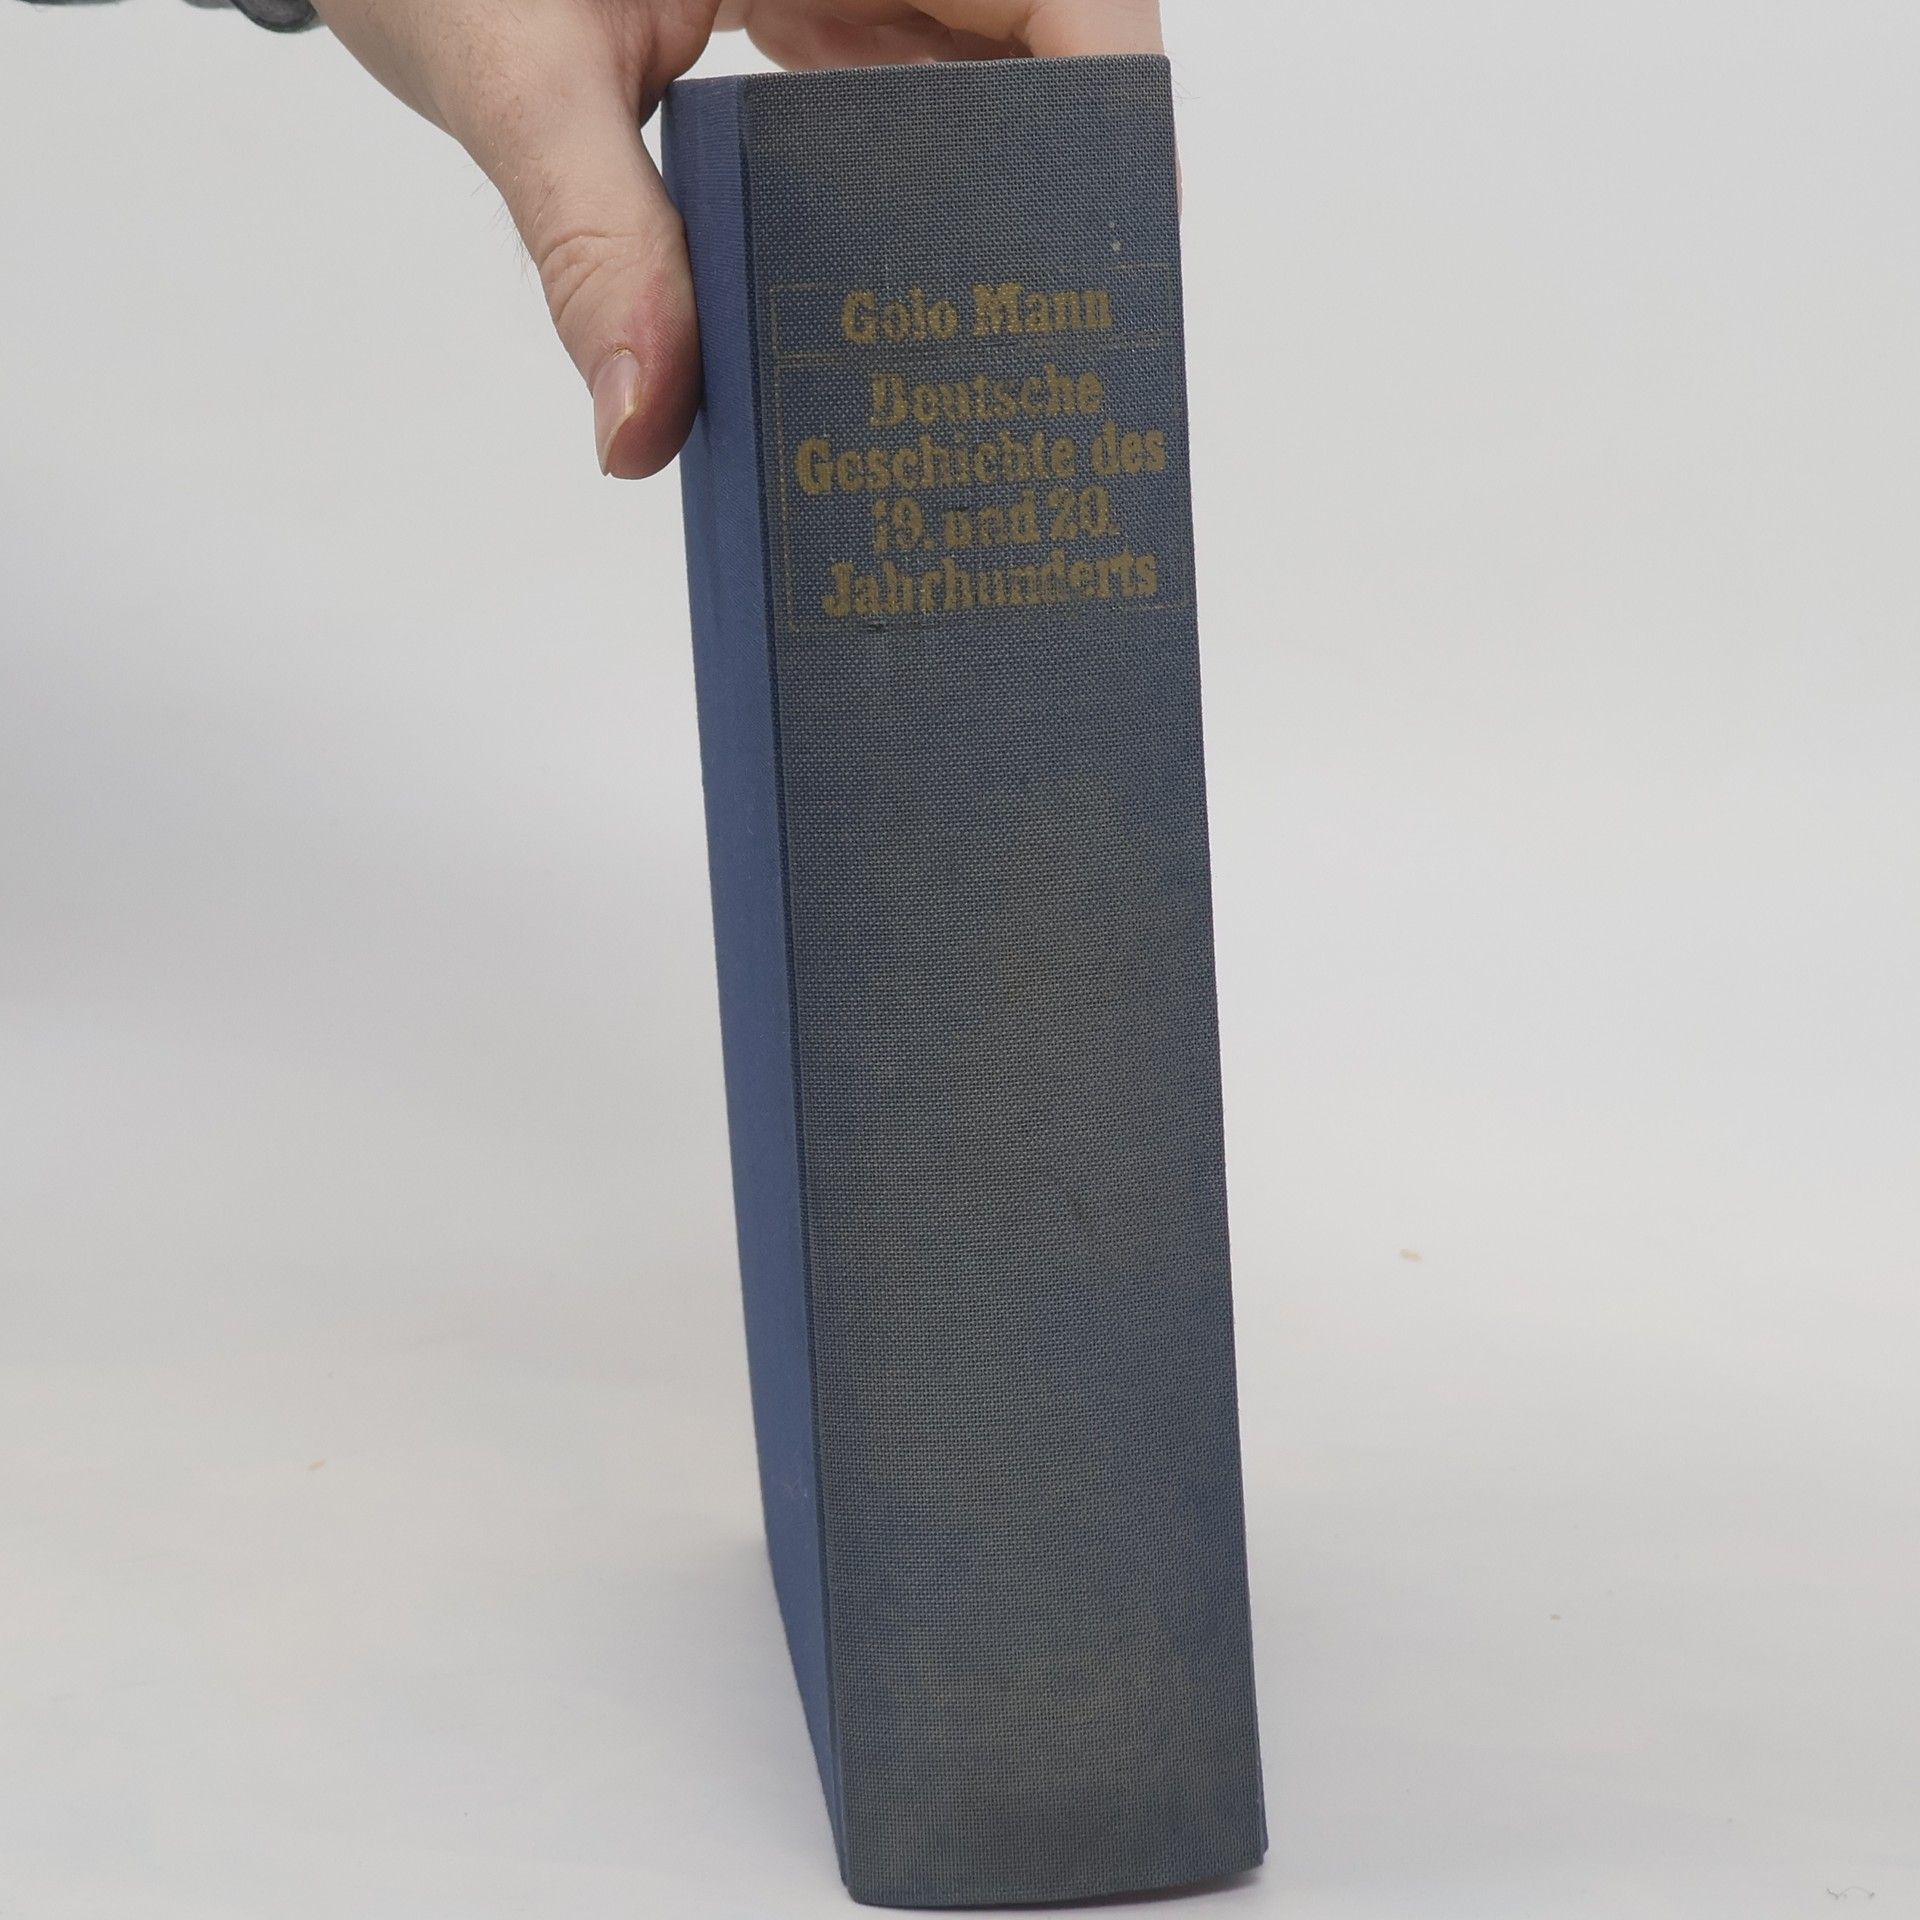 Golo Mann
Deutsche
Geschichte des
19. und 20.
Jahrhunderts